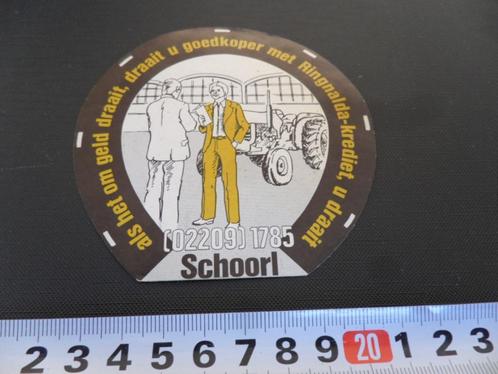 als het om geld draait, draait u goedkoper met Ringnalda-krediet, u draait
(02209) 1785
Schoorl
2 3 4 5 6 7 8 9 20 1 2 3